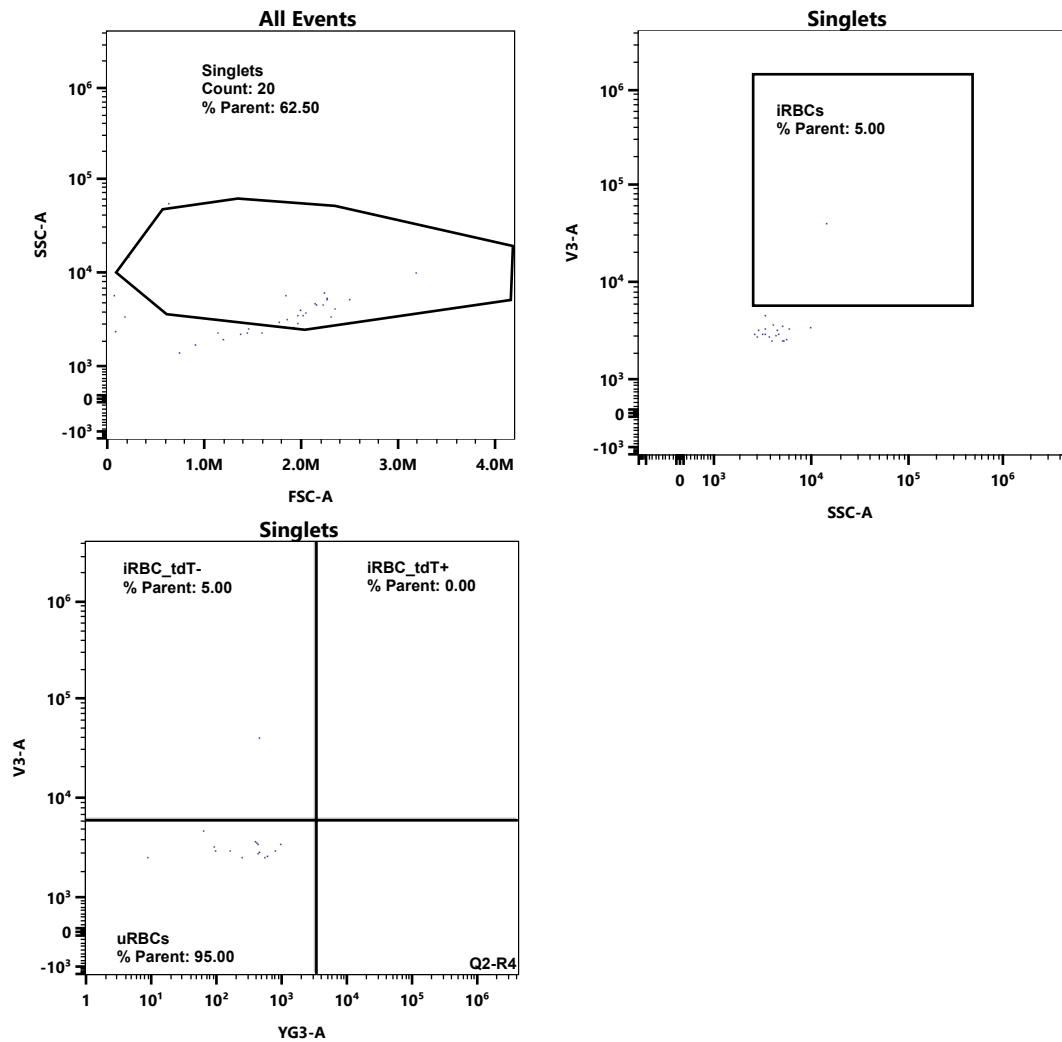 All Events
Singlets
Count: 20
% Parent: 62.50
10⁶
10⁵
10⁴
10³
0
-10³
SSC-A
0
1.0M
2.0M
3.0M
4.0M
FSC-A
Singlets
iRBCs
% Parent: 5.00
10⁶
10⁵
10⁴
10³
0
-10³
V3-A
0
10³
10⁴
10⁵
10⁶
SSC-A
Singlets
iRBC_tdT-
% Parent: 5.00
iRBC_tdT+
% Parent: 0.00
10⁶
10⁵
10⁴
10³
0
-10³
V3-A
uRBCs
% Parent: 95.00
Q2-R4
1
10¹
10²
10³
10⁴
10⁵
10⁶
YG3-A